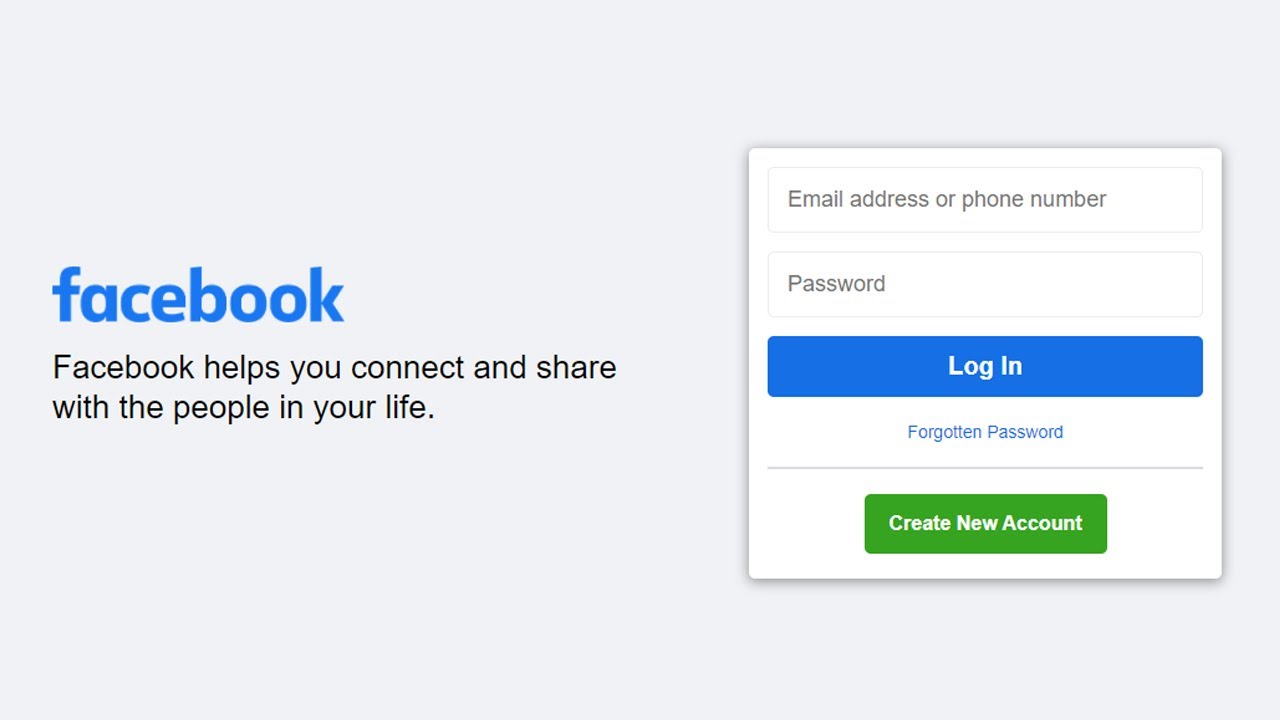 facebook
Facebook helps you connect and share
with the people in your life.
Email address or phone number
Password
Log In
Forgotten Password
Create New Account